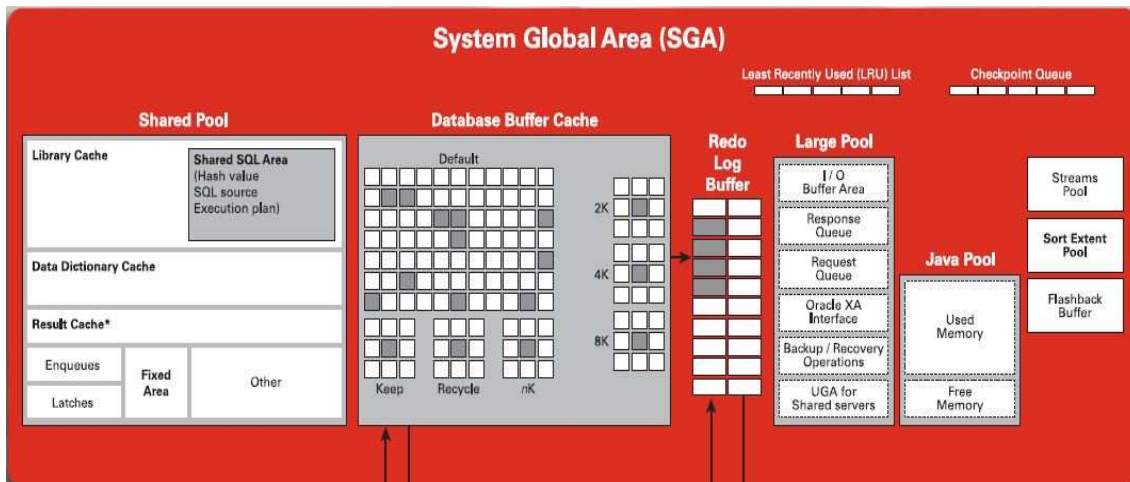 System Global Area (SGA)
Least Recently Used (LRU) List
Checkpoint Queue
Shared Pool
Library Cache
Shared SQL Area
(Hash value
SQL source
Execution plan)
Data Dictionary Cache
Result Cache*
Enqueues
Latches
Fixed
Area
Other
Database Buffer Cache
Default
2K
4K
8K
Keep
Recycle
nK
Redo
Log
Buffer
Large Pool
I / O
Buffer Area
Response
Queue
Request
Queue
Oracle XA
Interface
Backup / Recovery
Operations
UGA for
Shared servers
Java Pool
Used
Memory
Free
Memory
Streams
Pool
Sort Extent
Pool
Flashback
Buffer